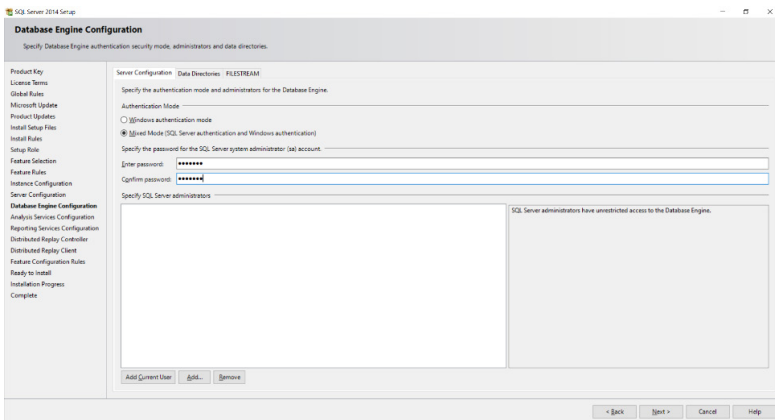 SQL Server 2014 Setup
Database Engine Configuration
Specify Database Engine authentication security mode, administrators and data directories.
Product Key
License Terms
Global Rules
Microsoft Update
Product Updates
Install Setup Files
Install Rules
Setup Role
Feature Selection
Feature Rules
Instance Configuration
Server Configuration
Database Engine Configuration
Analysis Services Configuration
Reporting Services Configuration
Distributed Replay Controller
Distributed Replay Client
Feature Configuration Rules
Ready to Install
Installation Progress
Complete
Server Configuration Data Directories FILESTREAM
Specify the authentication mode and administrators for the Database Engine.
Authentication Mode
Windows authentication mode
Mixed Mode (SQL Server authentication and Windows authentication)
Specify the password for the SQL Server system administrator (sa) account.
Enter password: •••••••
Confirm password: •••••••
Specify SQL Server administrators
SQL Server administrators have unrestricted access to the Database Engine.
Add Current User Add... Remove
< Back Next > Cancel Help